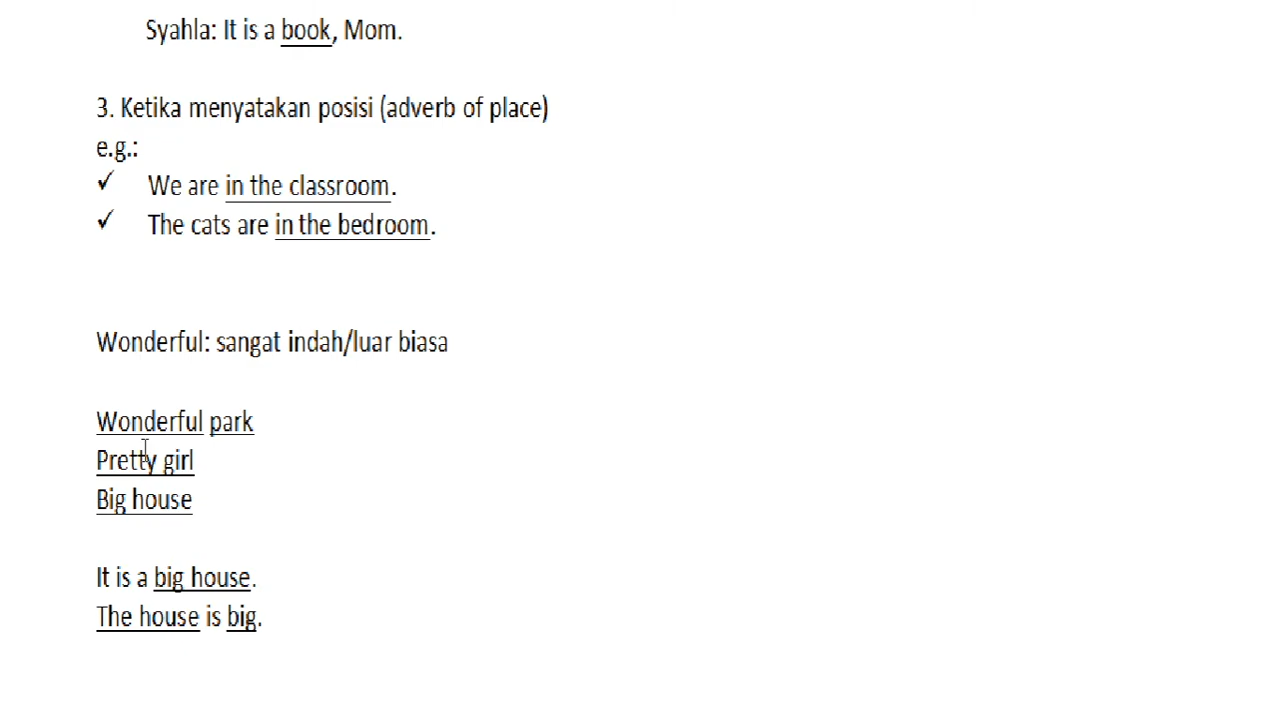 Syahla: It is a book, Mom.
3. Ketika menyatakan posisi (adverb of place)
e.g.:
✓ We are in the classroom.
✓ The cats are in the bedroom.
Wonderful: sangat indah/luar biasa
Wonderful park
Pretty girl
Big house
It is a big house.
The house is big.